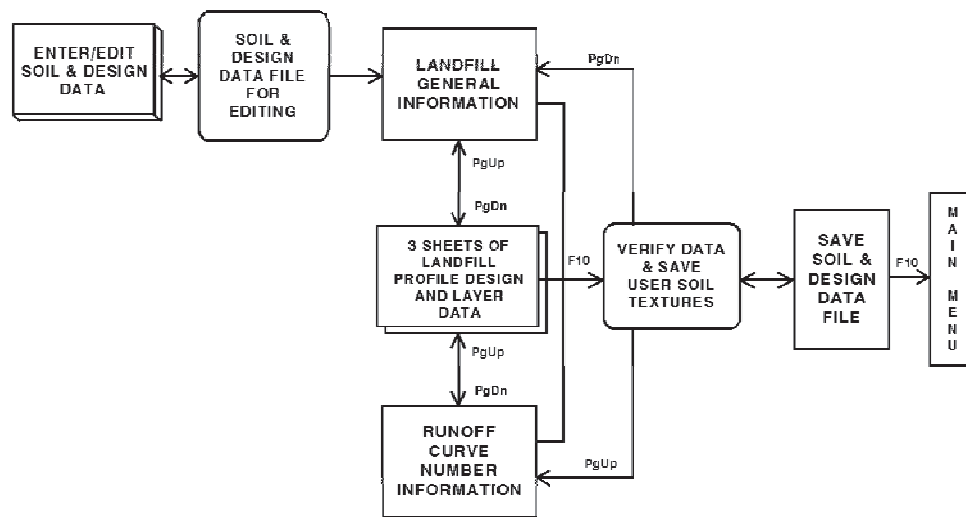 ENTER/EDIT
SOIL & DESIGN
DATA
SOIL &
DESIGN
DATA FILE
FOR
EDITING
LANDFILL
GENERAL
INFORMATION
PgDn
PgUp
PgDn
3 SHEETS OF
LANDFILL
PROFILE DESIGN
AND LAYER
DATA
F10
VERIFY DATA
& SAVE
USER SOIL
TEXTURES
SAVE
SOIL &
DESIGN
DATA
FILE
F10
MAIN MENU
PgUp
PgDn
RUNOFF
CURVE
NUMBER
INFORMATION
PgUp